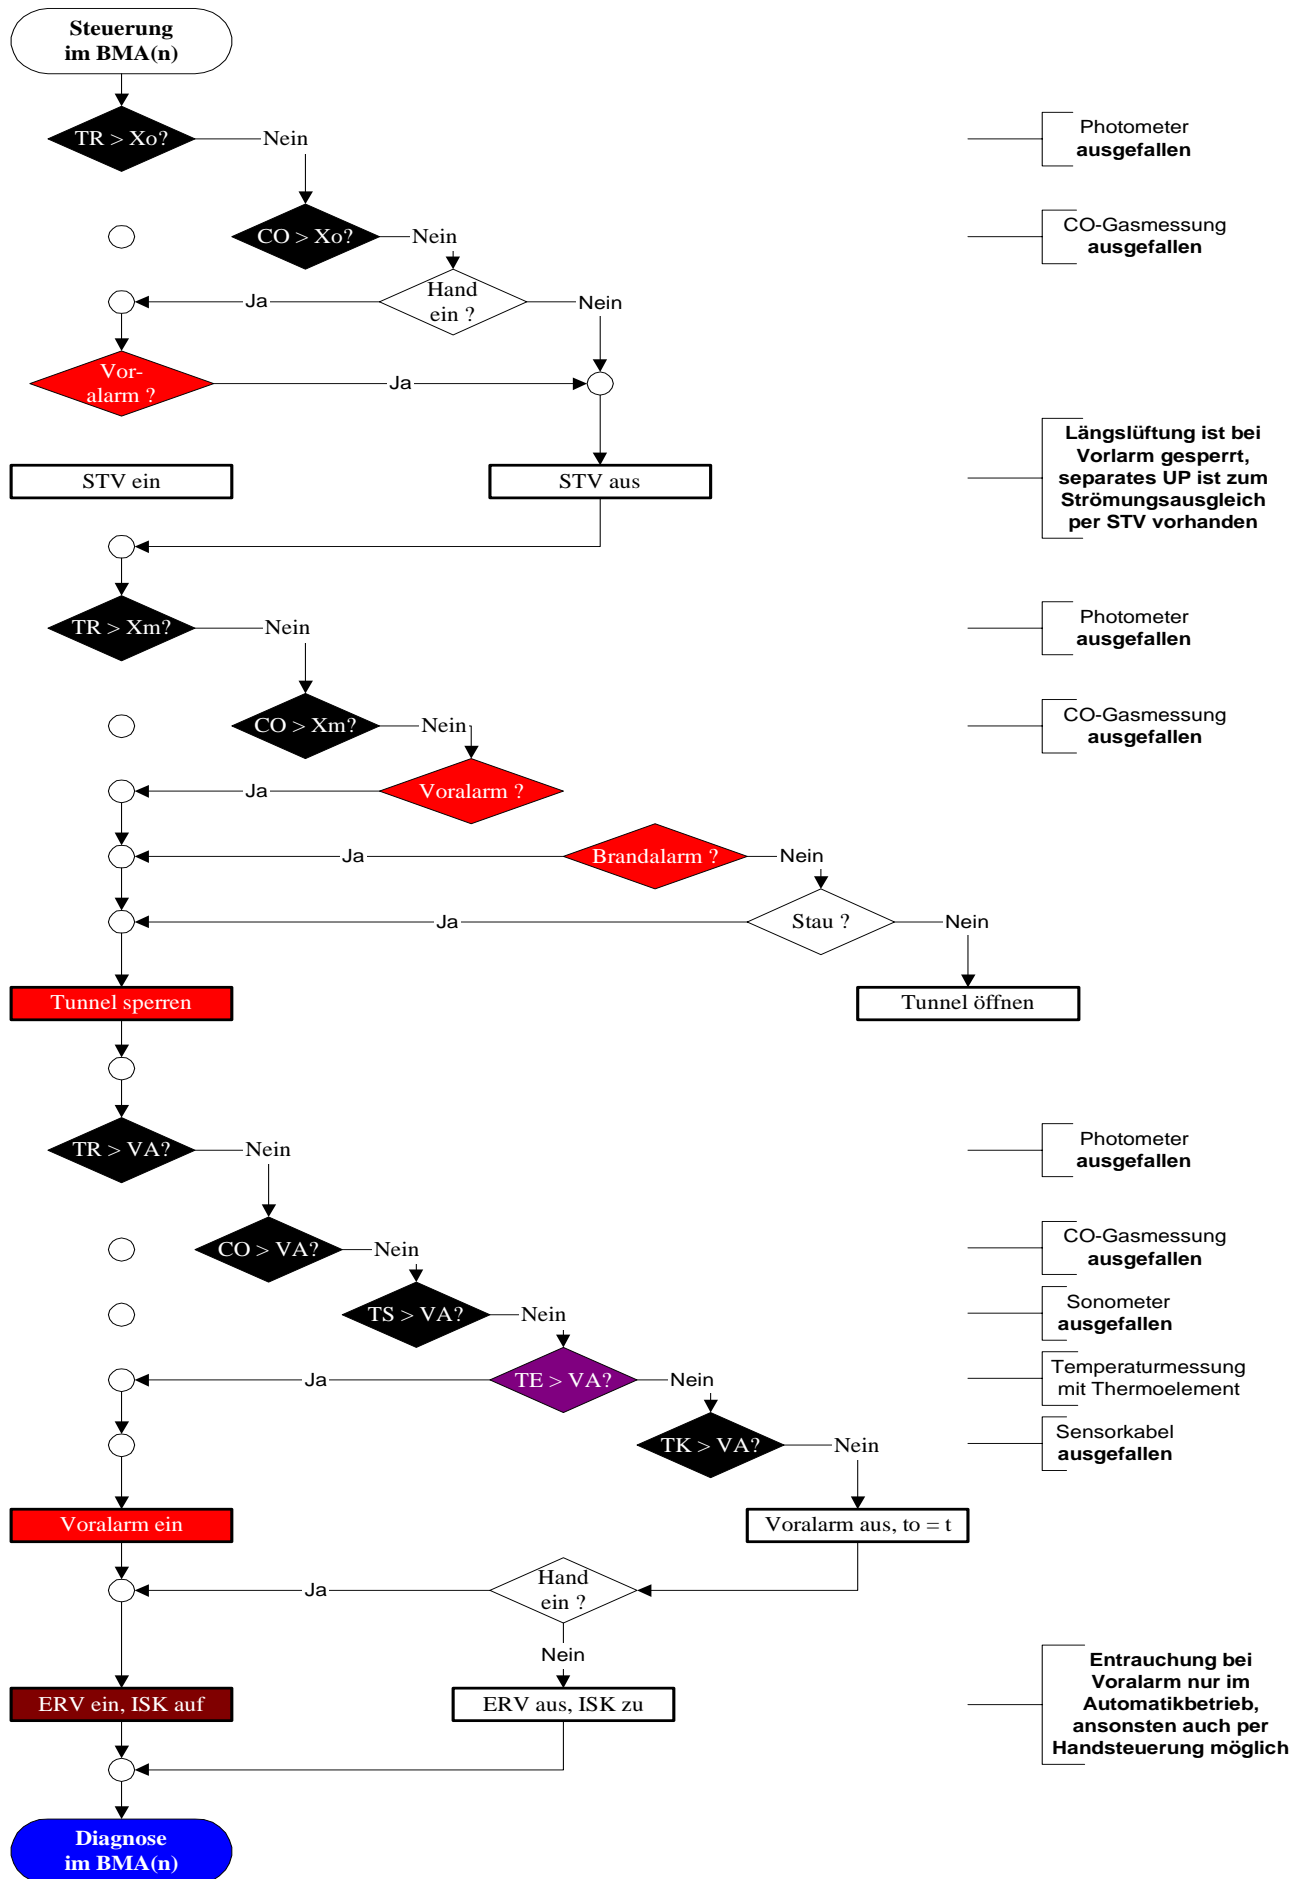 Steuerung
im BMA(n)
TR > Xo?
Nein
Photometer
ausgefallen
CO > Xo?
Nein
CO-Gasmessung
ausgefallen
Ja
Hand
ein ?
Nein
Vor-
alarm ?
Ja
STV ein
STV aus
Längslüftung ist bei
Vorlarm gesperrt,
separates UP ist zum
Strömungsausgleich
per STV vorhanden
TR > Xm?
Nein
Photometer
ausgefallen
CO > Xm?
Nein
CO-Gasmessung
ausgefallen
Ja
Voralarm ?
Ja
Brandalarm ?
Nein
Ja
Stau ?
Nein
Tunnel sperren
Tunnel öffnen
TR > VA?
Nein
Photometer
ausgefallen
CO > VA?
Nein
CO-Gasmessung
ausgefallen
TS > VA?
Nein
Sonometer
ausgefallen
Ja
TE > VA?
Nein
Temperaturmessung
mit Thermoelement
TK > VA?
Nein
Sensorkabel
ausgefallen
Voralarm ein
Voralarm aus, to = t
Ja
Hand
ein ?
Nein
ERV ein, ISK auf
ERV aus, ISK zu
Entrauchung bei
Voralarm nur im
Automatikbetrieb,
ansonsten auch per
Handsteuerung möglich
Diagnose
im BMA(n)